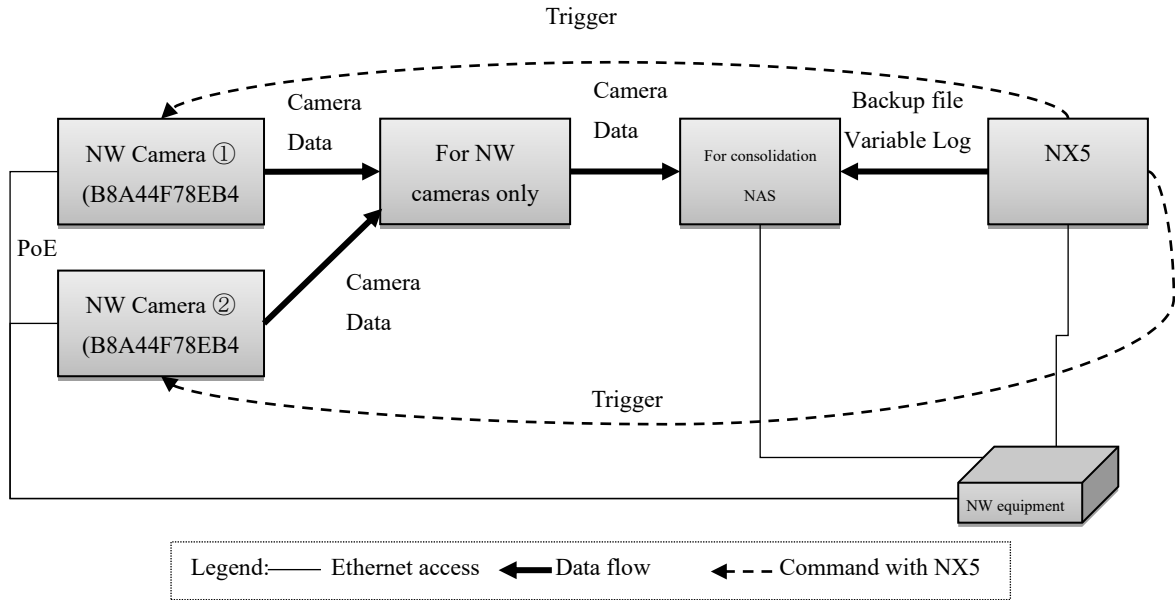 Trigger
Camera
Data
Camera
Data
Backup file
Variable Log
NW Camera ①
(B8A44F78EB4
For NW
cameras only
For consolidation
NAS
NX5
PoE
NW Camera ②
(B8A44F78EB4
Camera
Data
Trigger
NW equipment
Legend: Ethernet access Data flow Command with NX5